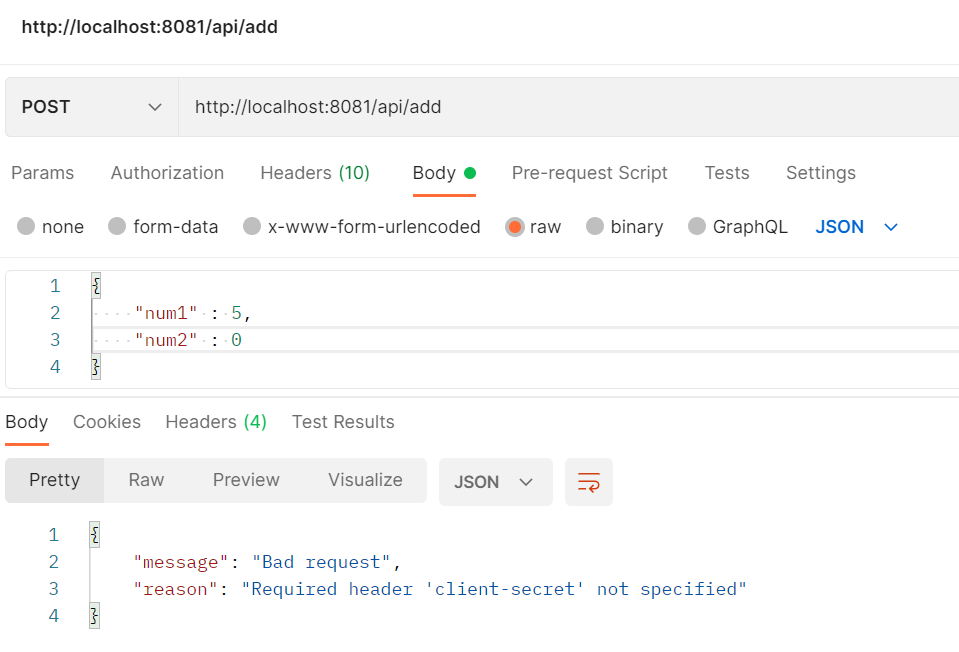 http://localhost:8081/api/add
POST http://localhost:8081/api/add
Params Authorization Headers (10) Body Pre-request Script Tests Settings
none form-data x-www-form-urlencoded raw binary GraphQL JSON
1 {
2 "num1" : 5,
3 "num2" : 0
4 }
Body Cookies Headers (4) Test Results
Pretty Raw Preview Visualize JSON
1 {
2 "message": "Bad request",
3 "reason": "Required header 'client-secret' not specified"
4 }